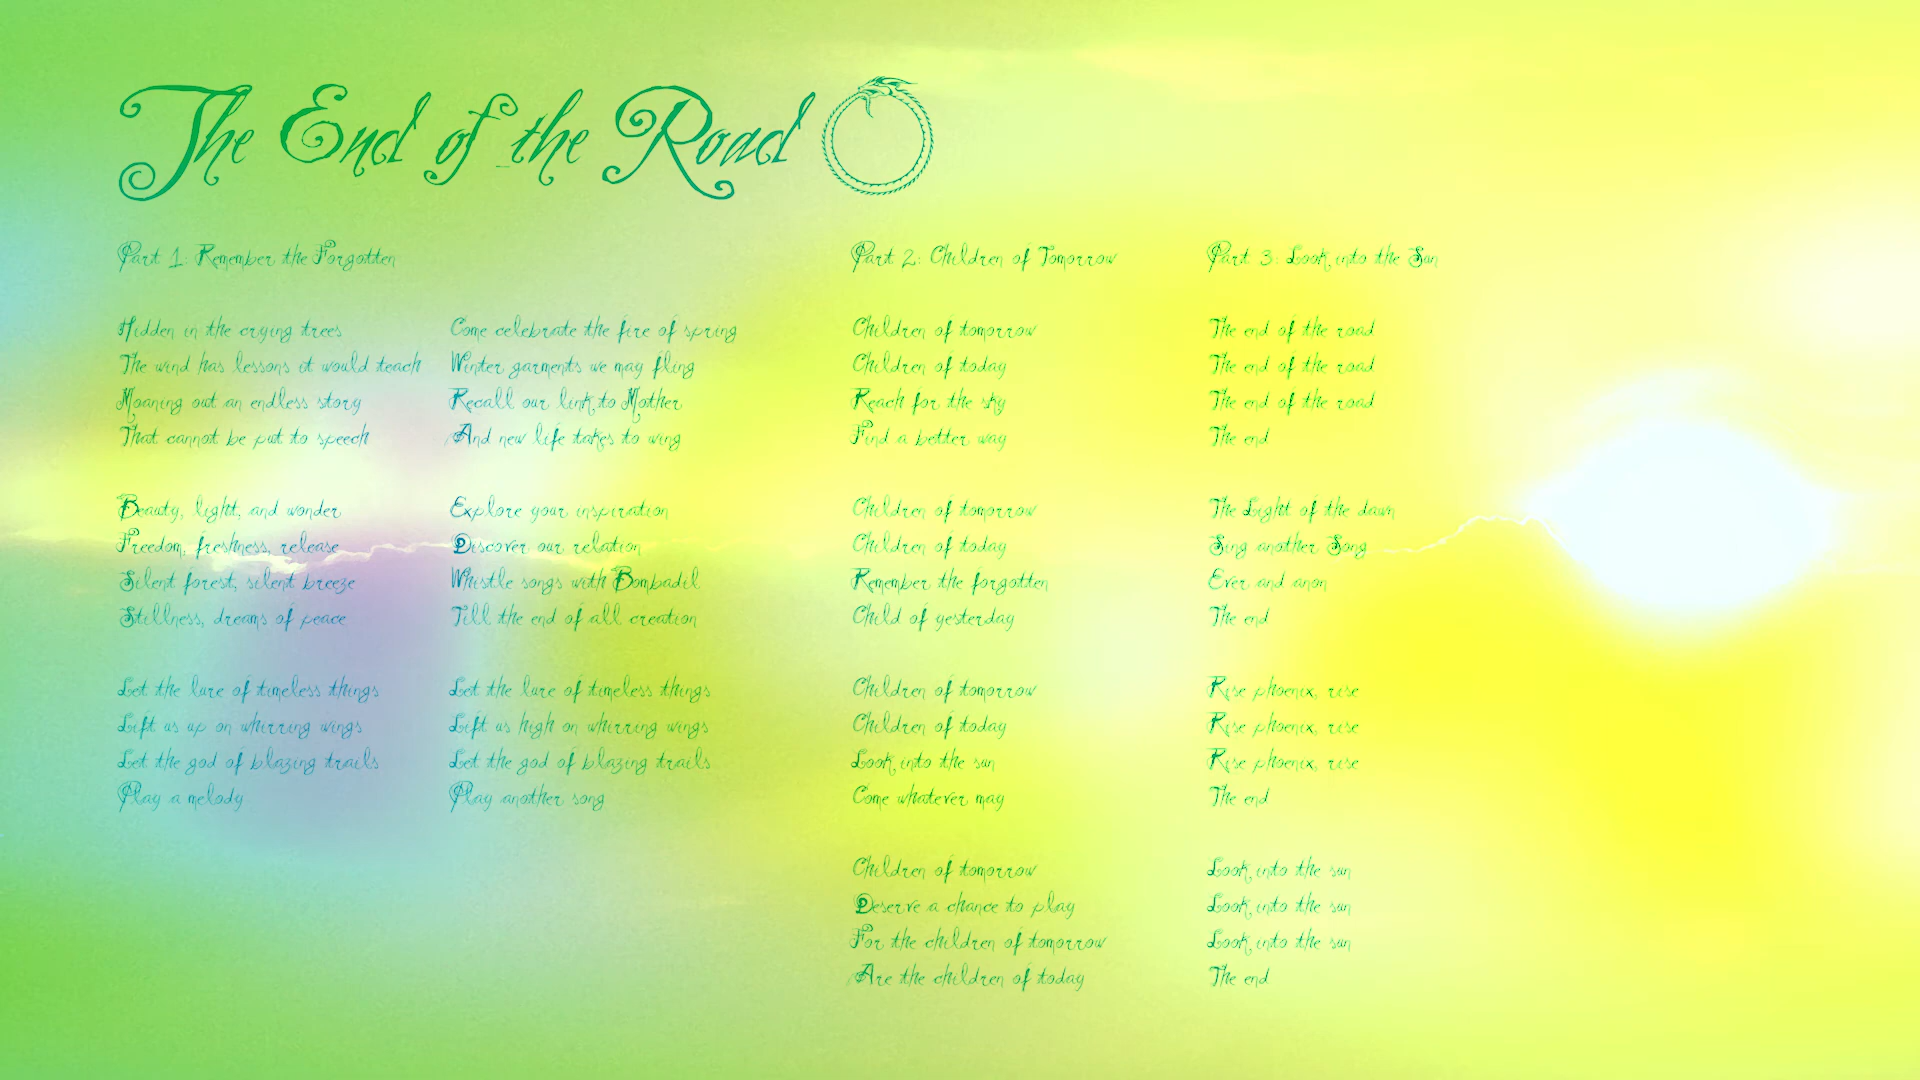 The End of the Road
Part 1: Remember the Forgotten
Hidden in the crying trees
The wind has lessons it would teach
Moaning out an endless story
That cannot be put to speech
Beauty, light, and wonder
Freedom, freshness, release
Silent forest, silent breeze
Stillness, dreams of peace
Let the lure of timeless things
Lift us up on whirring wings
Let the god of blazing trails
Play a melody
Come celebrate the fire of spring
Winter garments we may fling
Recall our link to Mother
And new life takes to wing
Explore your inspiration
Discover our relation
Whistle songs with Bombadil
Till the end of all creation
Let the lure of timeless things
Lift us high on whirring wings
Let the god of blazing trails
Play another song
Part 2: Children of Tomorrow
Children of tomorrow
Children of today
Reach for the sky
Find a better way
Children of tomorrow
Children of today
Remember the forgotten
Child of yesterday
Children of tomorrow
Children of today
Look into the sun
Come whatever may
Children of tomorrow
Deserve a chance to play
For the children of tomorrow
Are the children of today
Part 3: Look into the Sun
The end of the road
The end of the road
The end of the road
The end
The Light of the dawn
Sing another Song
Ever and anon
The end
Rise phoenix, rise
Rise phoenix, rise
Rise phoenix, rise
The end
Look into the sun
Look into the sun
Look into the sun
The end